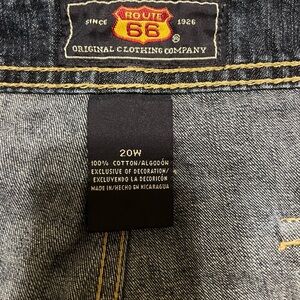 ROUTE
SINCE 66 ® 1926
ORIGINAL CLOTHING COMPANY
20W
100% COTTON/ALGODÓN
EXCLUSIVE OF DECORATION/
EXCLUYENDO LA DECORICIÓN
MADE IN/HECHO EN NICARAGUA